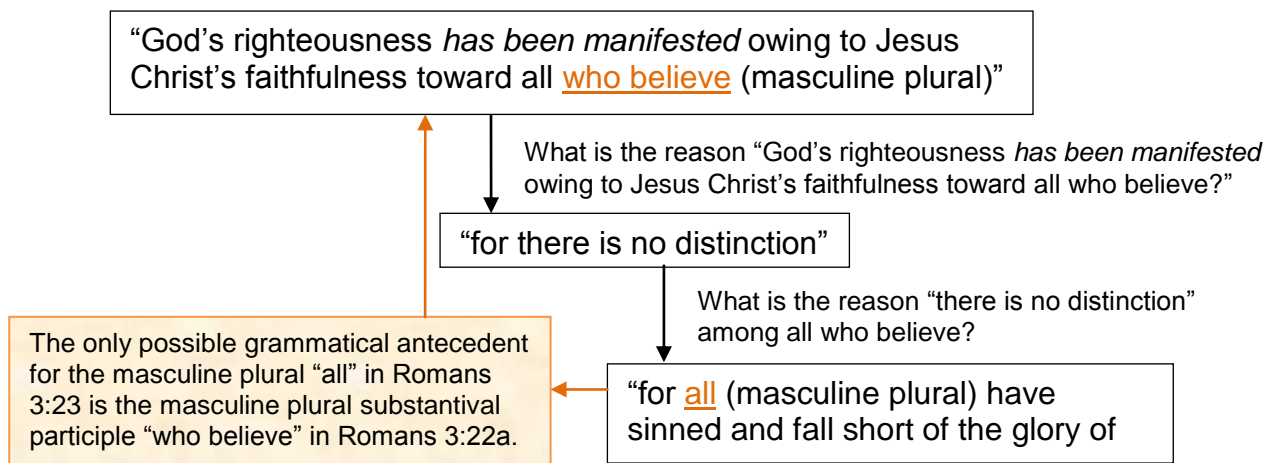 “God’s righteousness has been manifested owing to Jesus
Christ’s faithfulness toward all who believe (masculine plural)”
What is the reason “God’s righteousness has been manifested
owing to Jesus Christ’s faithfulness toward all who believe?”
“for there is no distinction”
What is the reason “there is no distinction”
among all who believe?
The only possible grammatical antecedent
for the masculine plural “all” in Romans
3:23 is the masculine plural substantival
participle “who believe” in Romans 3:22a.
“for all (masculine plural) have
sinned and fall short of the glory of